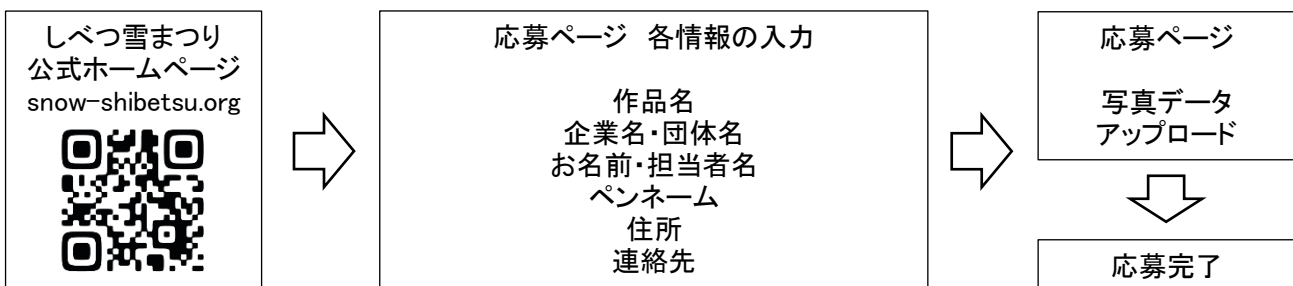 しべつ雪まつり
公式ホームページ
snow-shibetsu.org
応募ページ 各情報の入力
作品名
企業名・団体名
お名前・担当者名
ペンネーム
住所
連絡先
応募ページ
写真データ
アップロード
応募完了